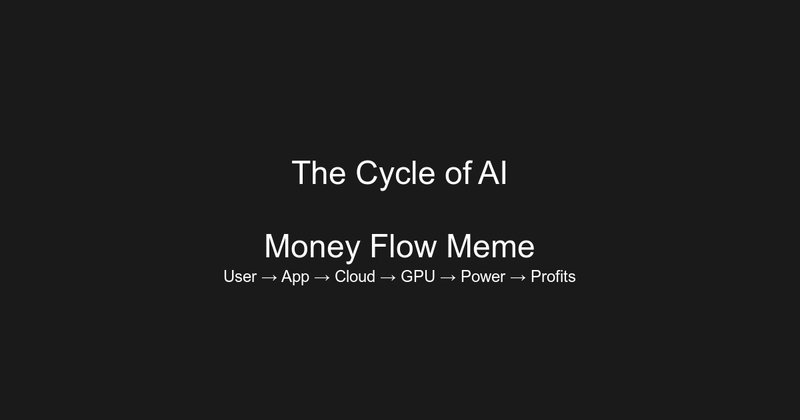 The Cycle of AI
Money Flow Meme
User → App → Cloud → GPU → Power → Profits